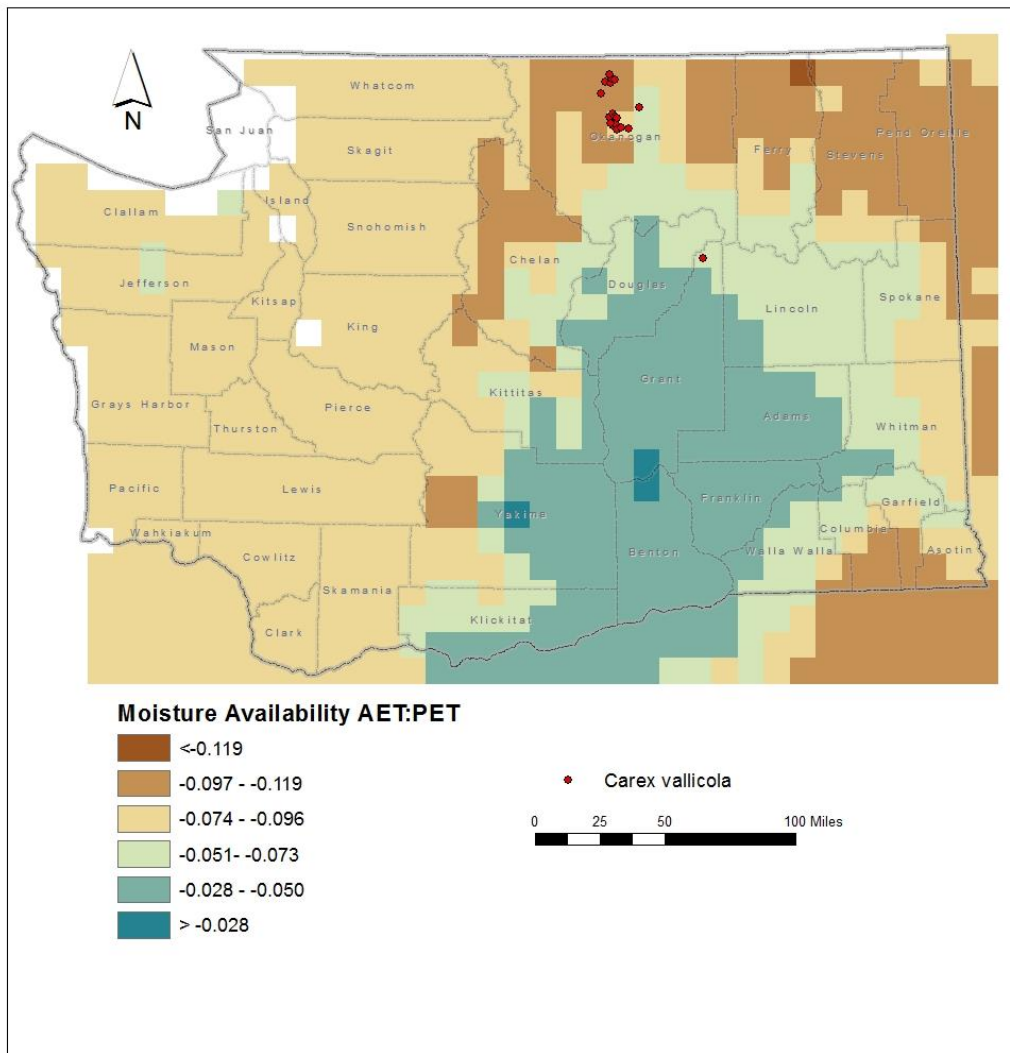 N
Whatcom
San Juan
Skagit
Okanogan
Pend Oreille
Ferry
Stevens
Island
Clallam
Snohomish
Chelan
Jefferson
Douglas
Kitsap
Lincoln
Spokane
King
Mason
Grant
Kittitas
Grays Harbor
Pierce
Adams
Thurston
Whitman
Pacific
Lewis
Franklin
Garfield
Yakima
Wahkiakum
Columbia
Cowlitz
Benton
Walla Walla
Asotin
Skamania
Klickitat
Clark
Moisture Availability AET:PET
<-0.119
-0.097 - -0.119
-0.074 - -0.096
-0.051- -0.073
-0.028 - -0.050
> -0.028
Carex vallicola
0 25 50 100 Miles